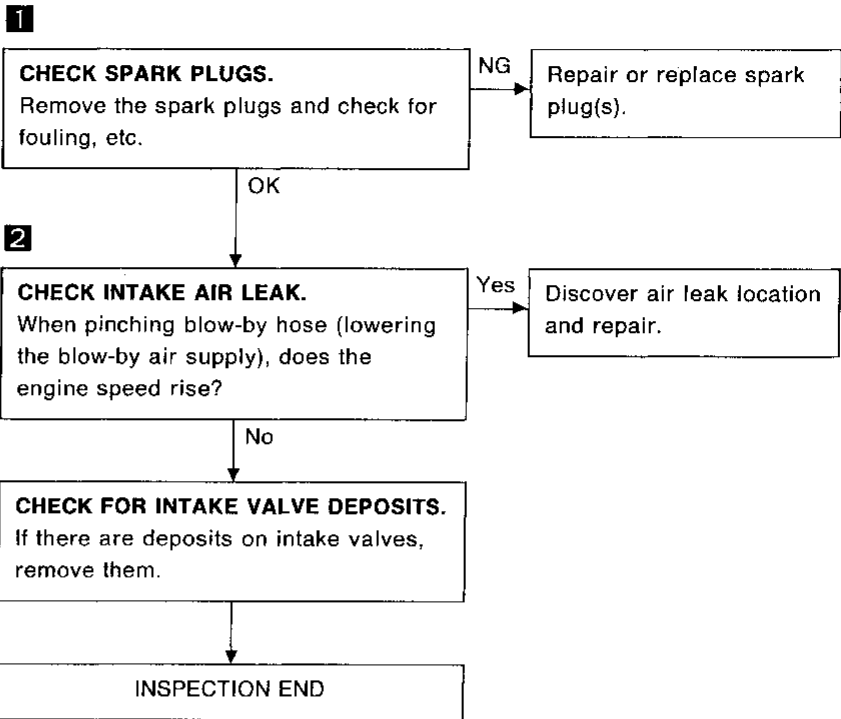 1
CHECK SPARK PLUGS.
Remove the spark plugs and check for
fouling, etc.
NG
Repair or replace spark
plug(s).
OK
2
CHECK INTAKE AIR LEAK.
When pinching blow-by hose (lowering
the blow-by air supply), does the
engine speed rise?
Yes
Discover air leak location
and repair.
No
CHECK FOR INTAKE VALVE DEPOSITS.
If there are deposits on intake valves,
remove them.
INSPECTION END